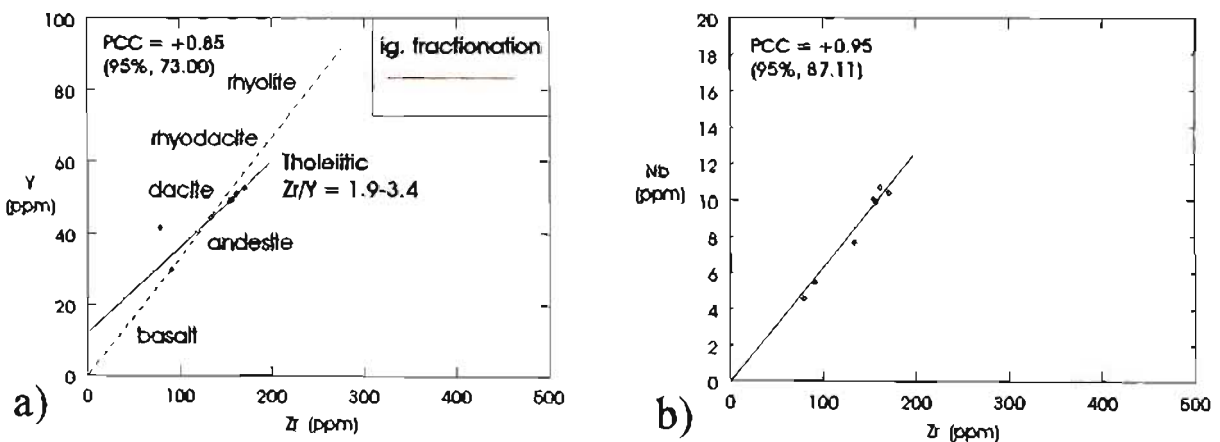 100
80
60
40
20
0
Y
(ppm)
PCC = +0.85
(95%, 73.00)
ig. fractionation
rhyolite
rhyodacite
dacite
Tholeiitic
Zr/Y = 1.9-3.4
andesite
basalt
0 100 200 300 400 500
Zr (ppm)
a)
20
18
16
14
12
10
8
6
4
2
0
Nb
(ppm)
PCC = +0.95
(95%, 87.11)
0 100 200 300 400 500
Zr (ppm)
b)